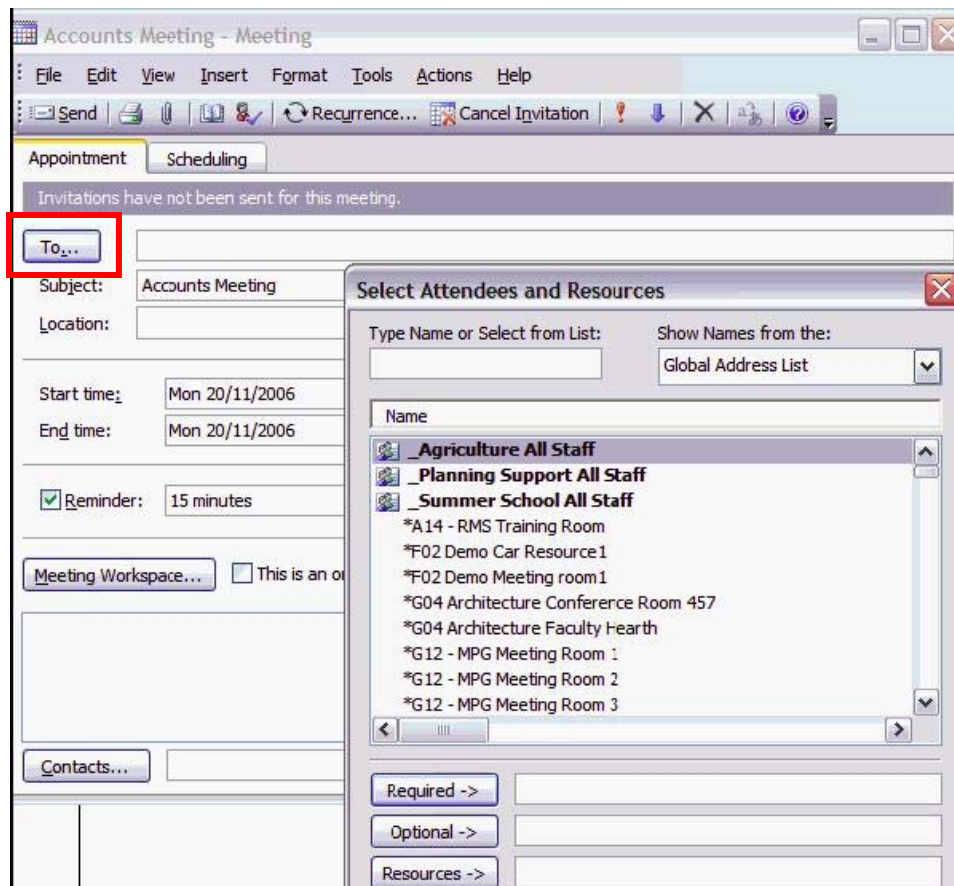 Accounts Meeting - Meeting
File Edit View Insert Format Tools Actions Help
Send Recurrence... Cancel Invitation
Appointment Scheduling
Invitations have not been sent for this meeting.
To...
Subject: Accounts Meeting
Location:
Start time: Mon 20/11/2006
End time: Mon 20/11/2006
Reminder: 15 minutes
Meeting Workspace... This is an
Contacts...
Select Attendees and Resources
Type Name or Select from List: Show Names from the:
Global Address List
Name
_Agriculture All Staff
_Planning Support All Staff
_Summer School All Staff
*A14 - RMS Training Room
*F02 Demo Car Resource1
*F02 Demo Meeting room1
*G04 Architecture Conference Room 457
*G04 Architecture Faculty Hearth
*G12 - MPG Meeting Room 1
*G12 - MPG Meeting Room 2
*G12 - MPG Meeting Room 3
Required ->
Optional ->
Resources ->